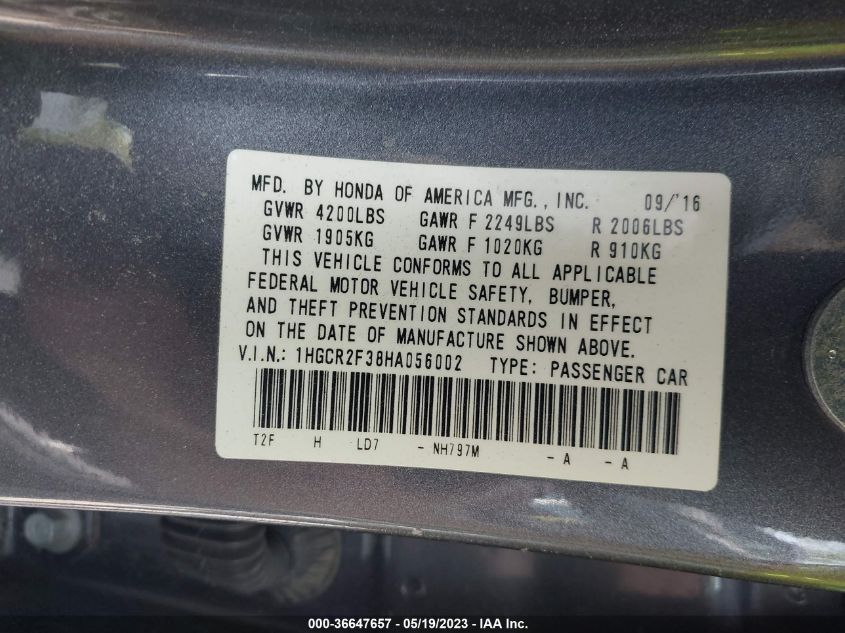 MFD. BY HONDA OF AMERICA MFG., INC. 09/'16
GVWR 4200LBS GAWR F 2249LBS R 2006LBS
GVWR 1905KG GAWR F 1020KG R 910KG
THIS VEHICLE CONFORMS TO ALL APPLICABLE
FEDERAL MOTOR VEHICLE SAFETY, BUMPER,
AND THEFT PREVENTION STANDARDS IN EFFECT
ON THE DATE OF MANUFACTURE SHOWN ABOVE.
V.I.N.: 1HGCR2F38HA056002 TYPE: PASSENGER CAR
T2F H LD7 - NH797M - A - A
000-36647657 - 05/19/2023 - IAA Inc.